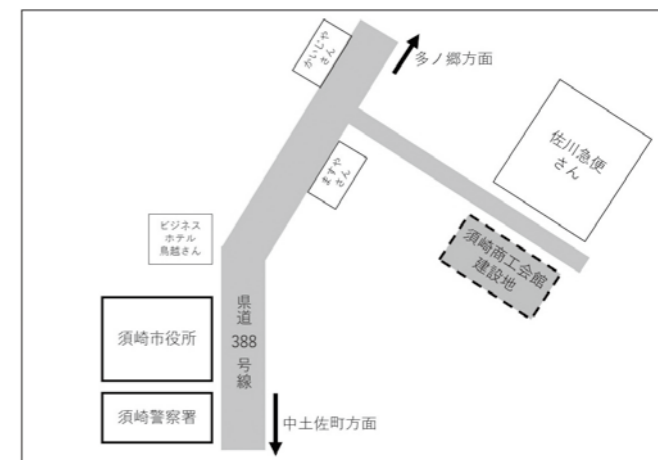 かいじや
さん
多ノ郷方面
佐川急便
さん
ますや
さん
須崎商工会館
建設地
ビジネス
ホテル
鳥越さん
県道
388
号線
須崎市役所
須崎警察署
中土佐町方面